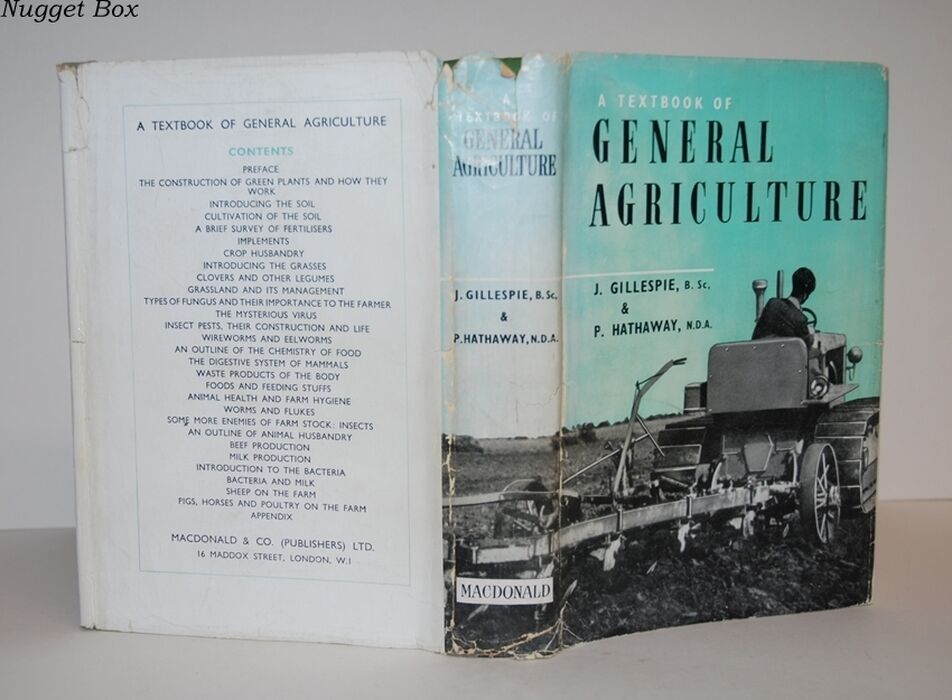 Nugget Box
A TEXTBOOK OF GENERAL AGRICULTURE
CONTENTS
PREFACE
THE CONSTRUCTION OF GREEN PLANTS AND HOW THEY
WORK
INTRODUCING THE SOIL
CULTIVATION OF THE SOIL
A BRIEF SURVEY OF FERTILISERS
IMPLEMENTS
CROP HUSBANDRY
INTRODUCING THE GRASSES
CLOVERS AND OTHER LEGUMES
GRASSLAND AND ITS MANAGEMENT
TYPES OF FUNGUS AND THEIR IMPORTANCE TO THE FARMER
THE MYSTERIOUS VIRUS
INSECT PESTS, THEIR CONSTRUCTION AND LIFE
WIREWORMS AND EELWORMS
AN OUTLINE OF THE CHEMISTRY OF FOOD
THE DIGESTIVE SYSTEM OF MAMMALS
WASTE PRODUCTS OF THE BODY
FOODS AND FEEDING STUFFS
ANIMAL HEALTH AND FARM HYGIENE
WORMS AND FLUKES
SOME MORE ENEMIES OF FARM STOCK: INSECTS
AN OUTLINE OF ANIMAL HUSBANDRY
BEEF PRODUCTION
MILK PRODUCTION
INTRODUCTION TO THE BACTERIA
BACTERIA AND MILK
SHEEP ON THE FARM
PIGS, HORSES AND POULTRY ON THE FARM
APPENDIX
MACDONALD & CO. (PUBLISHERS) LTD.
16 MADDOX STREET, LONDON, W.1
A
TEXTBOOK OF
GENERAL
AGRICULTURE
J. GILLESPIE, B. Sc,
&
P. HATHAWAY, N.D.A.
MACDONALD
A TEXTBOOK OF
GENERAL
AGRICULTURE
J. GILLESPIE, B. Sc,
&
P. HATHAWAY, N.D.A.